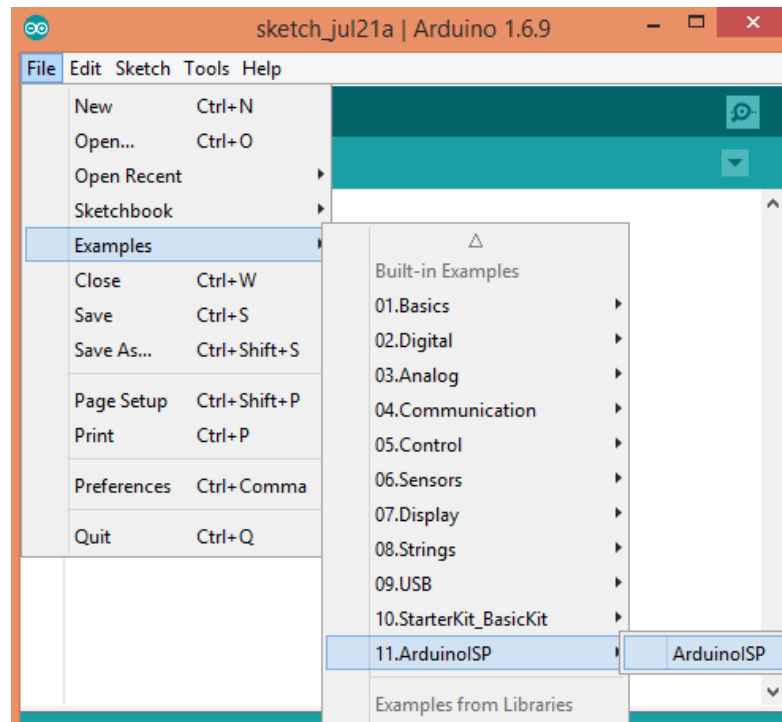 sketch_jul21a | Arduino 1.6.9
File Edit Sketch Tools Help
New Ctrl+N
Open... Ctrl+O
Open Recent
Sketchbook
Examples
Close Ctrl+W
Save Ctrl+S
Save As... Ctrl+Shift+S
Page Setup Ctrl+Shift+P
Print Ctrl+P
Preferences Ctrl+Comma
Quit Ctrl+Q
Built-in Examples
01.Basics
02.Digital
03.Analog
04.Communication
05.Control
06.Sensors
07.Display
08.Strings
09.USB
10.StarterKit_BasicKit
11.ArduinoISP
ArduinoISP
Examples from Libraries